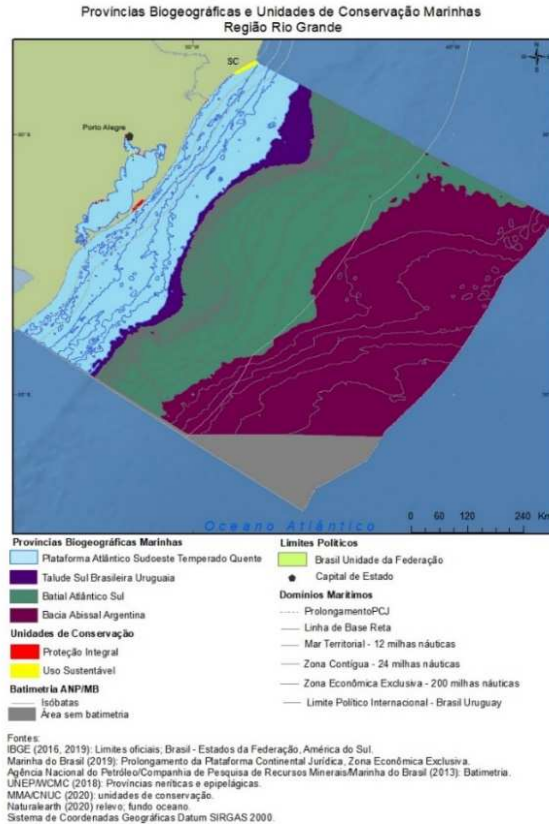 Províncias Biogeográficas e Unidades de Conservação Marinhas
Região Rio Grande
SC
Porto Alegre
Oceano Atlântico
0 60 120 240 Km
Províncias Biogeográficas Marinhas
Plataforma Atlântico Sudoeste Temperado Quente
Talude Sul Brasileira Uruguaia
Batial Atlântico Sul
Bacia Abissal Argentina
Unidades de Conservação
Proteção Integral
Uso Sustentável
Batimetria ANP/MB
Isóbatas
Área sem batimetria
Limites Políticos
Brasil Unidade da Federação
Capital de Estado
Domínios Marítimos
ProlongamentoPCJ
Linha de Base Reta
Mar Territorial - 12 milhas náuticas
Zona Contígua - 24 milhas náuticas
Zona Econômica Exclusiva - 200 milhas náuticas
Limite Político Internacional - Brasil Uruguay
Fontes:
IBGE (2016, 2019): Limites oficiais; Brasil - Estados da Federação, América do Sul.
Marinha do Brasil (2019): Prolongamento da Plataforma Continental Jurídica, Zona Econômica Exclusiva.
Agência Nacional do Petróleo/Companhia de Pesquisa de Recursos Minerais/Marinha do Brasil (2013): Batimetria.
UNEP/WCMC (2018): Províncias neríticas e epipelágicas.
MMA/CNUC (2020): unidades de conservação.
Naturalearth (2020) relevo; fundo oceano.
Sistema de Coordenadas Geográficas Datum SIRGAS 2000.